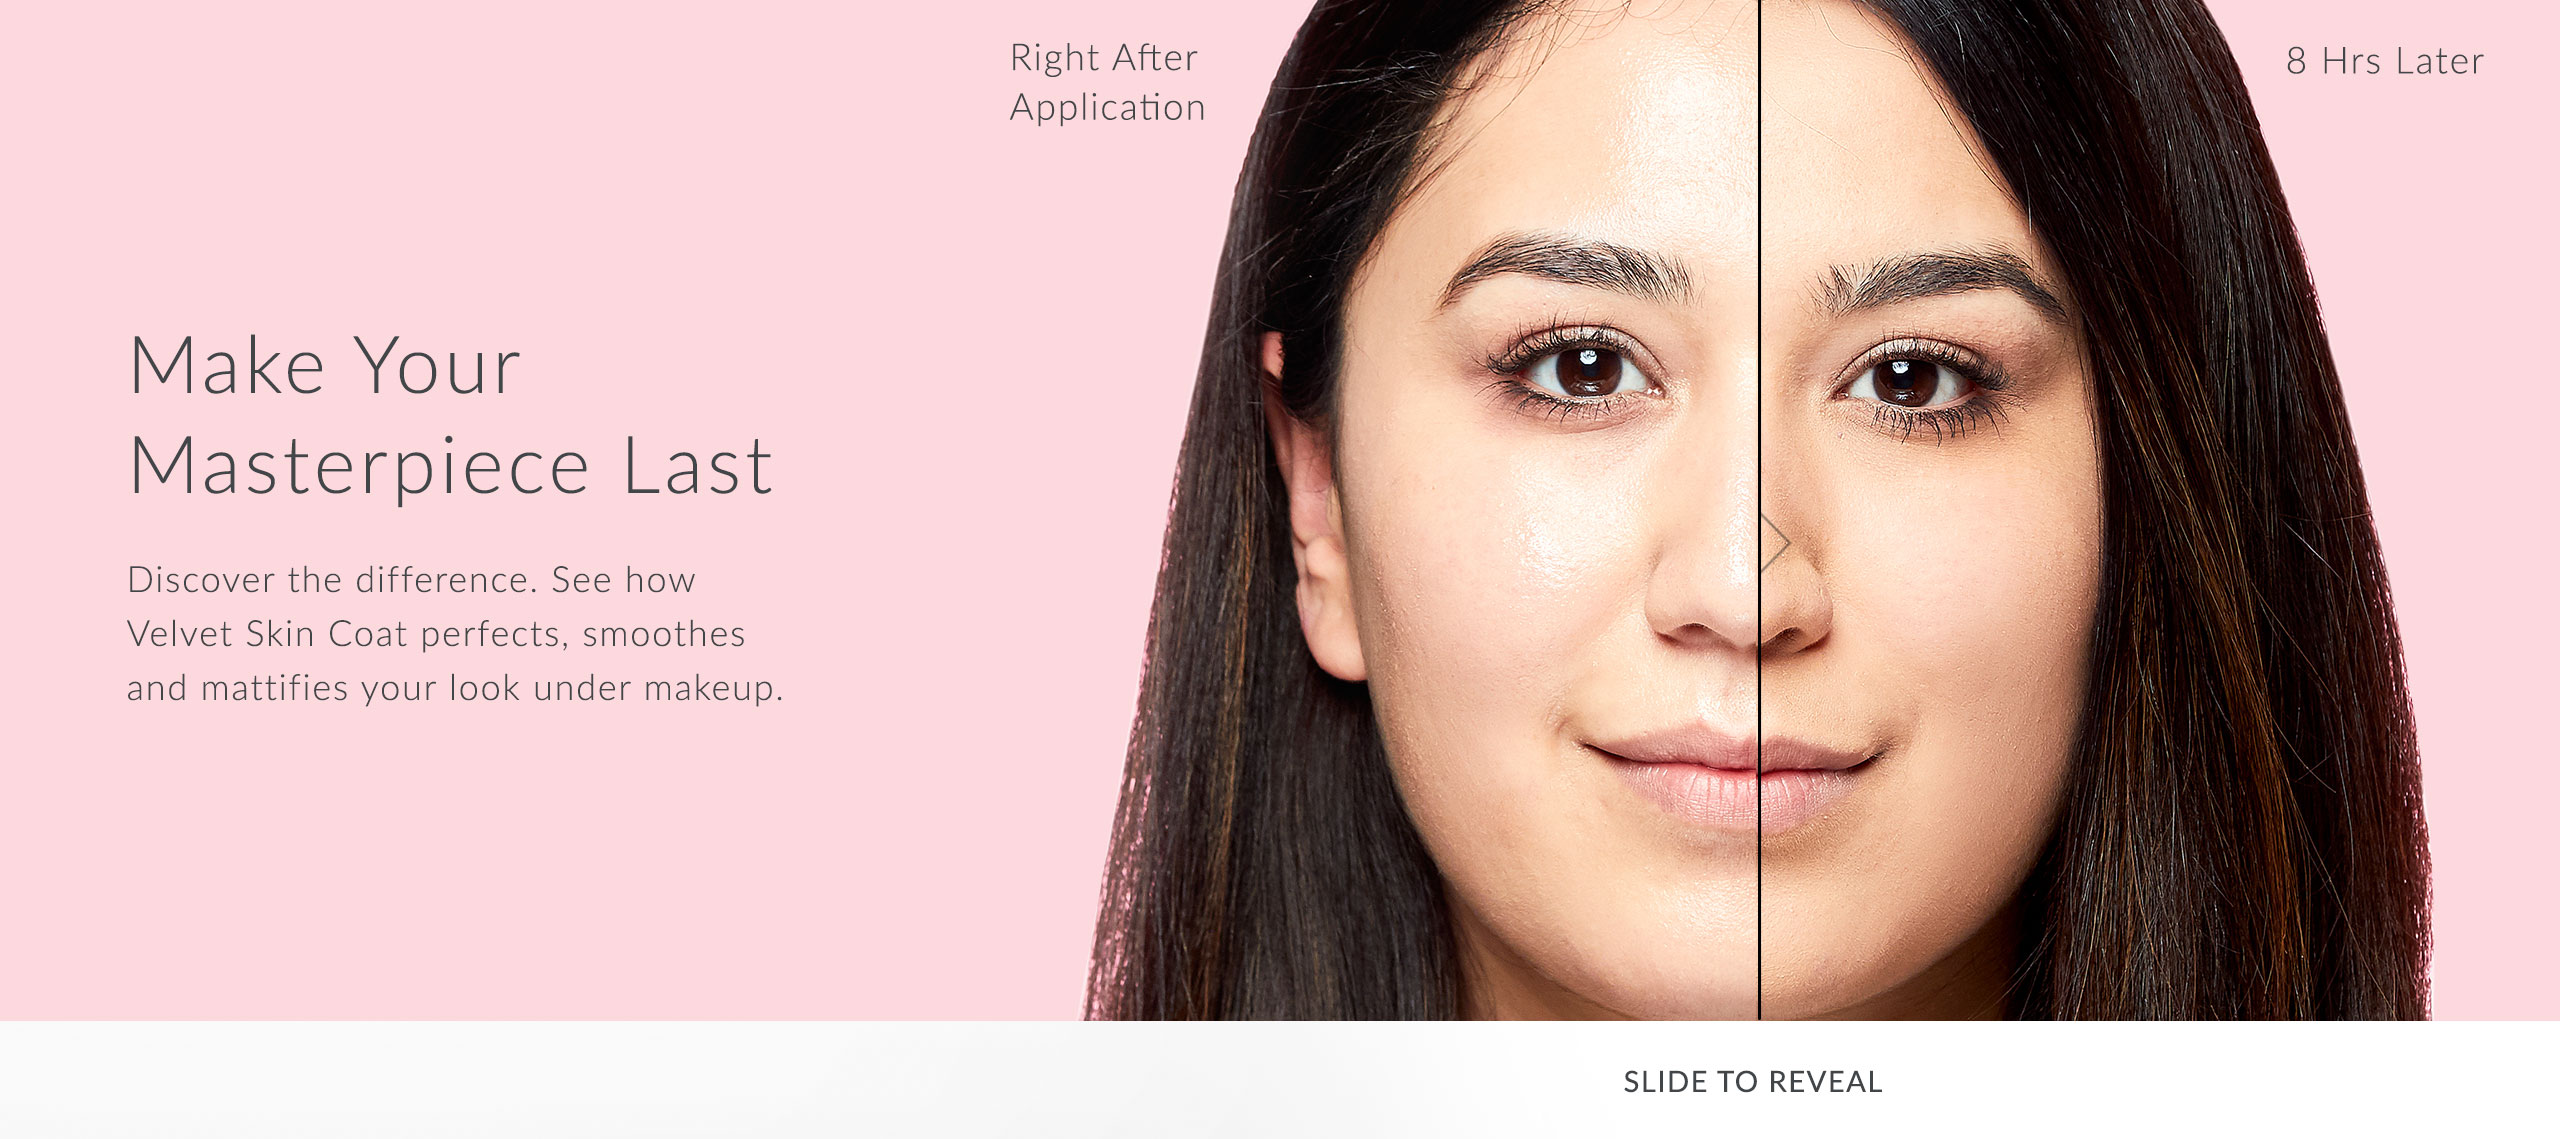 Right After
Application
8 Hrs Later
Make Your
Masterpiece Last
Discover the difference. See how
Velvet Skin Coat perfects, smoothes
and mattifies your look under makeup.
SLIDE TO REVEAL